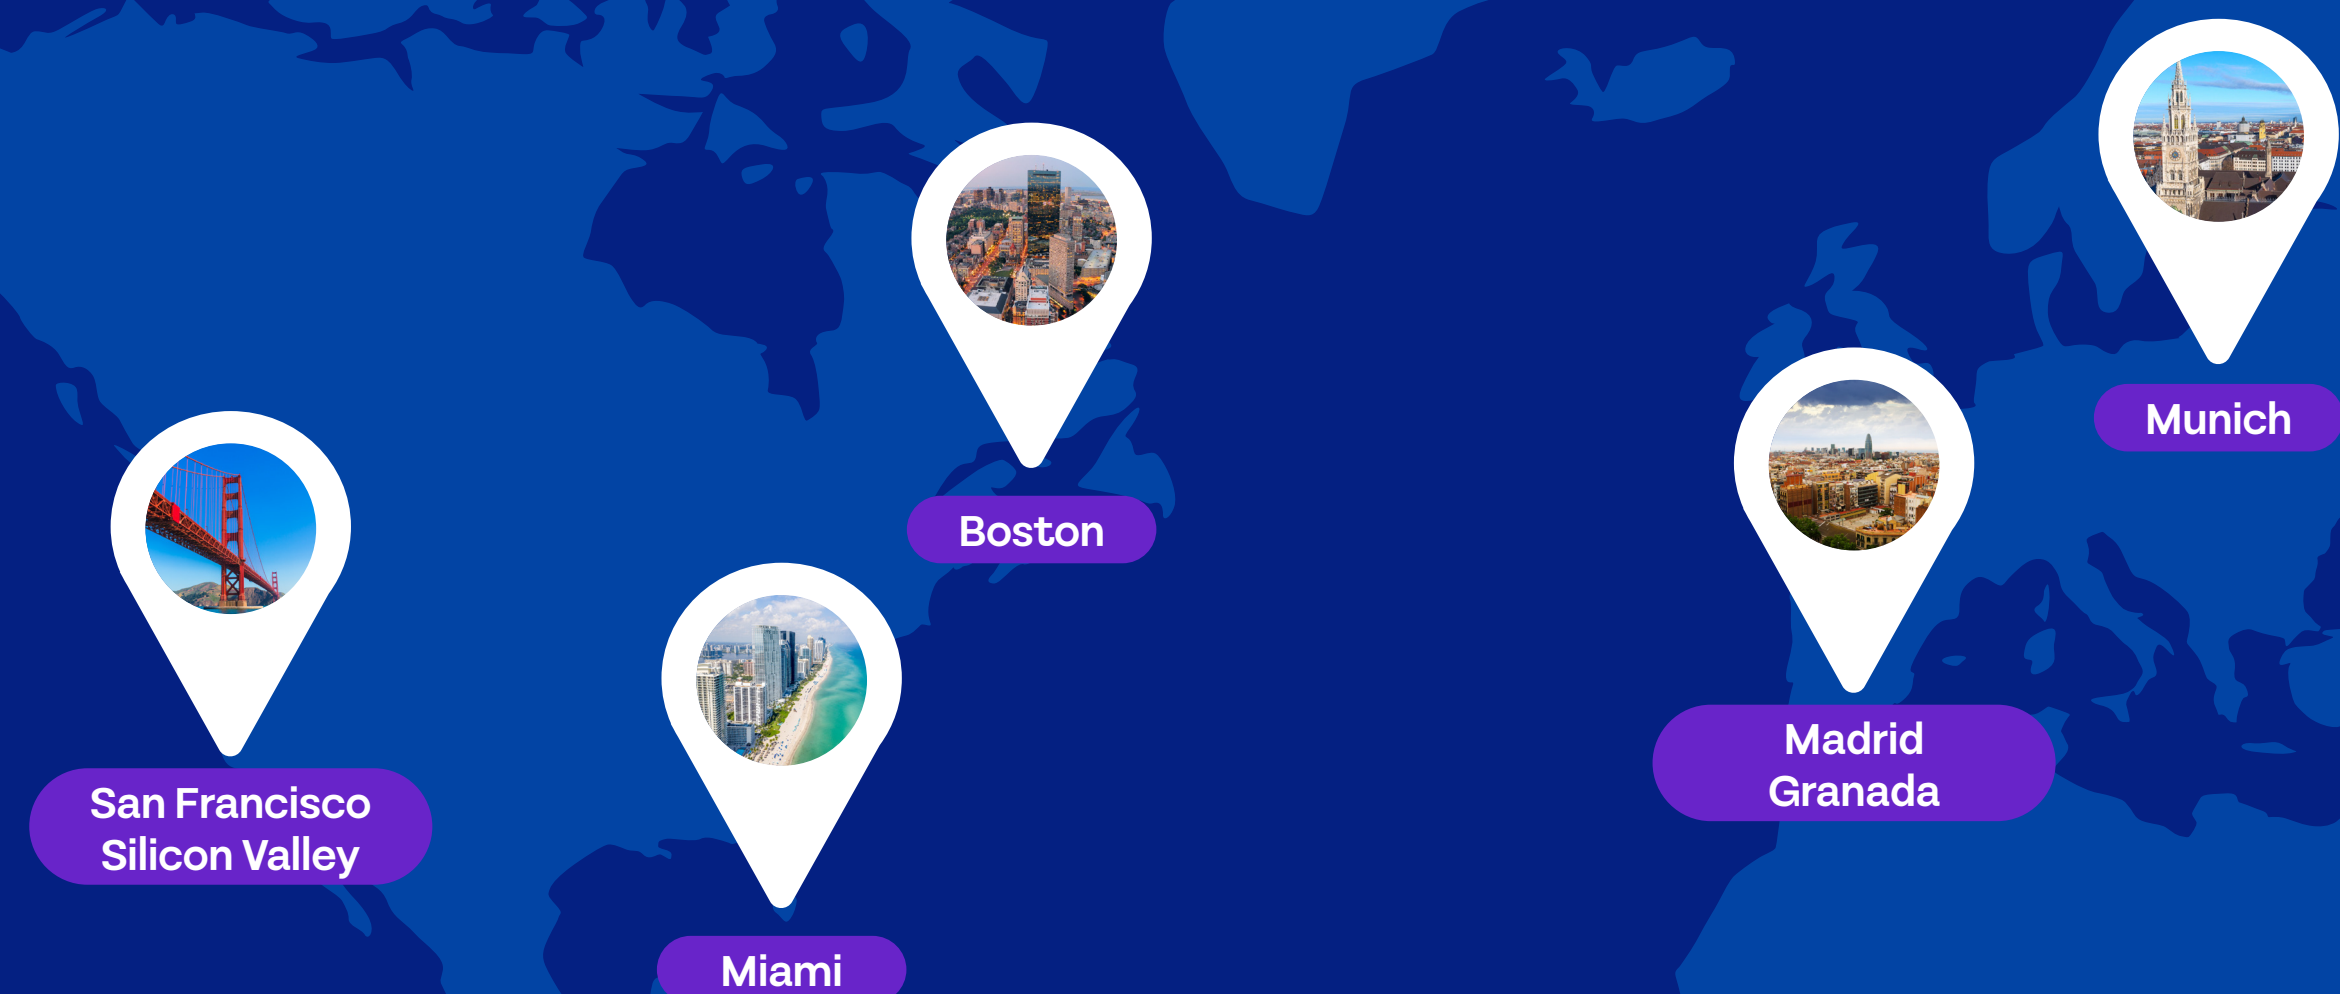 Munich
Boston
Madrid
Granada
San Francisco
Silicon Valley
Miami